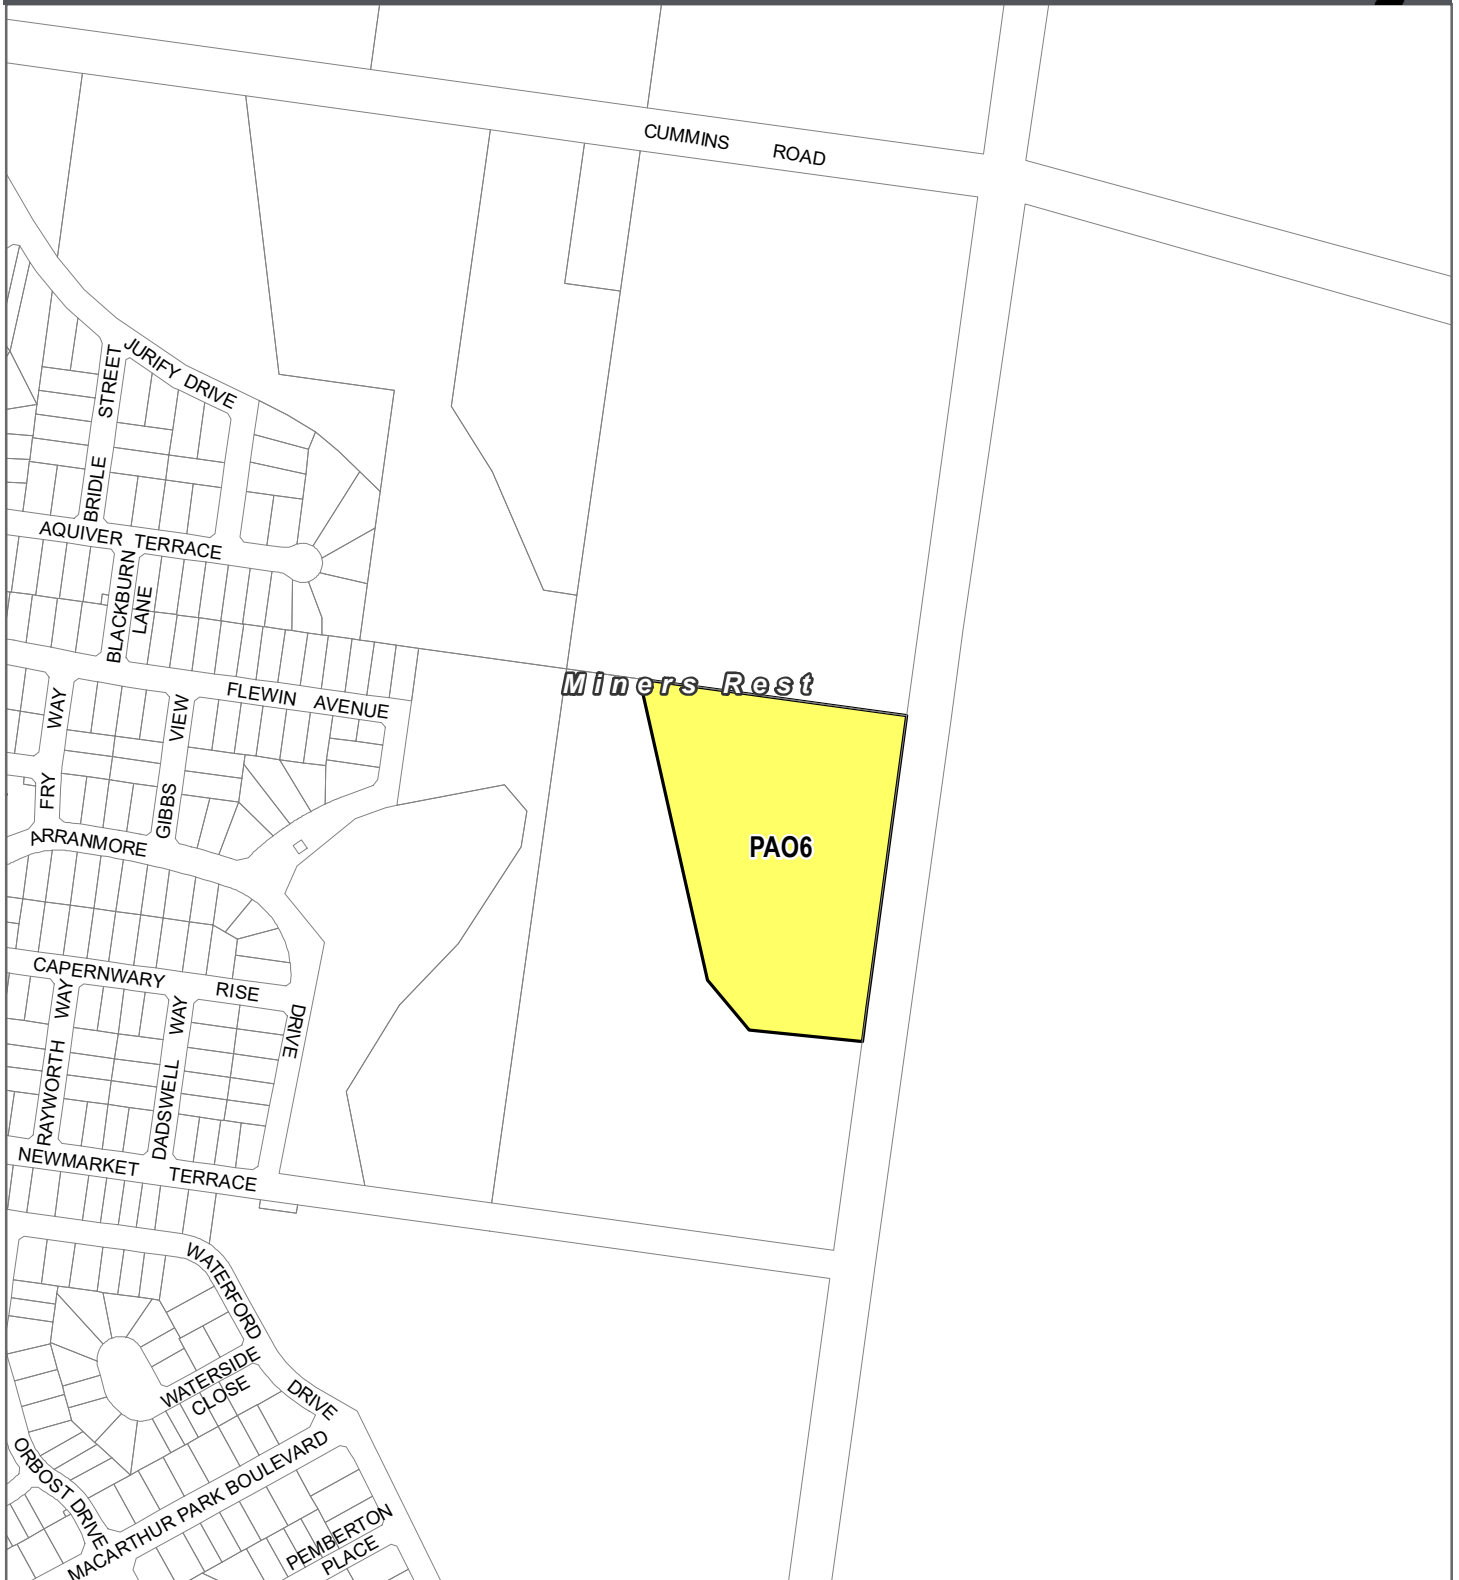 CUMMINS ROAD
JURIFY DRIVE
BRIDLE STREET
AQUIVER TERRACE
BLACKBURN
LANE
Miners Rest
FLEWIN AVENUE
FRY WAY
GIBBS VIEW
ARRANMORE
DRIVE
PAO6
CAPERNWARY RISE
RAYWORTH WAY
DADSWELL WAY
NEWMARKET TERRACE
WATERFORD
DRIVE
WATERSIDE
CLOSE
ORBOST DRIVE
MACARTHUR PARK BOULEVARD
PEMBERTON
PLACE